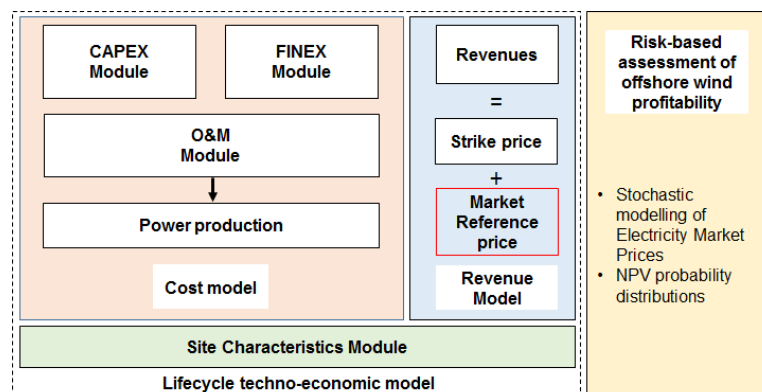 CAPEX
Module
FINEX
Module
O&M
Module
Power production
Cost model
Revenues
=
Strike price
+
Market
Reference
price
Revenue
Model
Site Characteristics Module
Lifecycle techno-economic model
Risk-based
assessment of
offshore wind
profitability
• Stochastic
modelling of
Electricity Market
Prices
• NPV probability
distributions